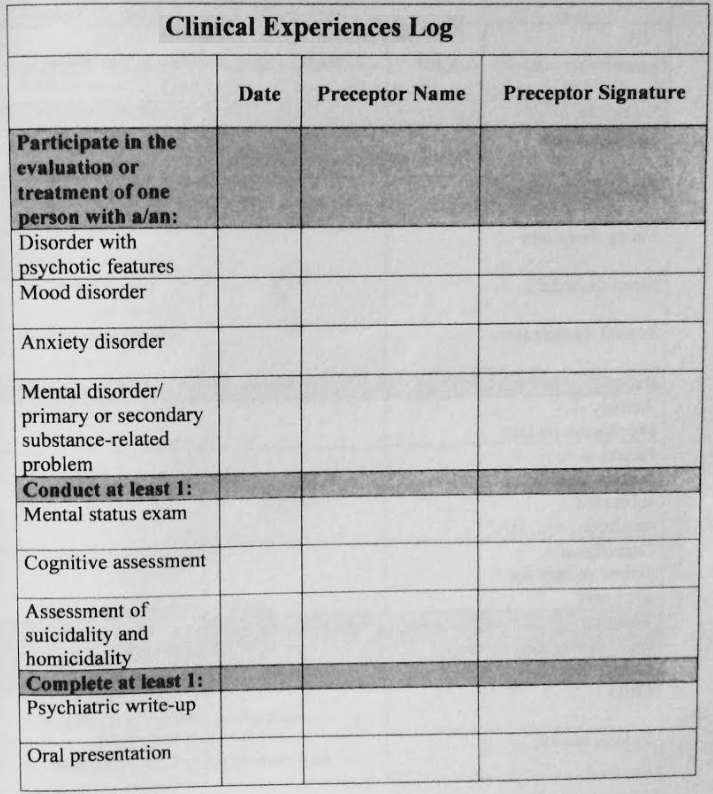 Clinical Experiences Log
Date Preceptor Name Preceptor Signature
Participate in the
evaluation or
treatment of one
person with a/an:
Disorder with
psychotic features
Mood disorder
Anxiety disorder
Mental disorder/
primary or secondary
substance-related
problem
Conduct at least 1:
Mental status exam
Cognitive assessment
Assessment of
suicidality and
homicidality
Complete at least 1:
Psychiatric write-up
Oral presentation